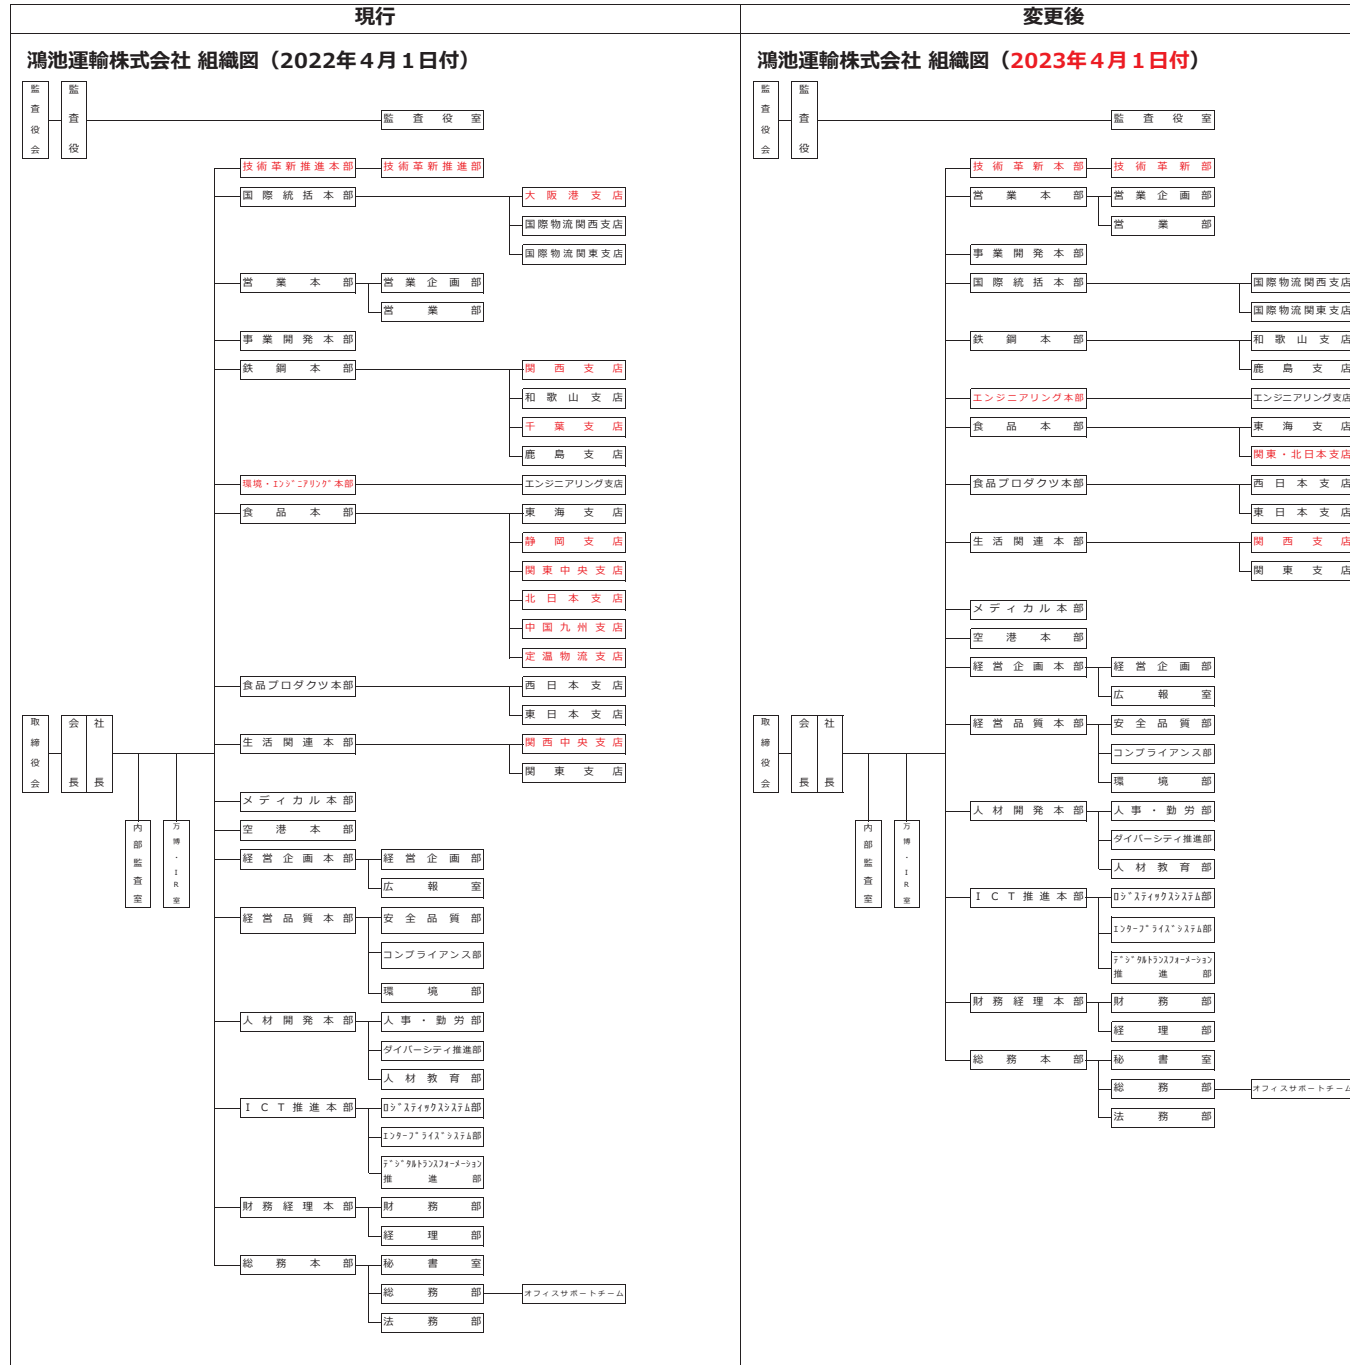 現行
鴻池運輸株式会社 組織図（2022年４月１日付）
監査役会
監査役
監査役室
技術革新推進本部
技術革新推進部
国際統括本部
大阪港支店
国際物流関西支店
国際物流関東支店
営業本部
営業企画部
営業部
事業開発本部
鉄鋼本部
関西支店
和歌山支店
千葉支店
鹿島支店
環境・ｴﾝｼﾞﾆｱﾘﾝｸﾞ本部
エンジニアリング支店
食品本部
東海支店
静岡支店
関東中央支店
北日本支店
中国九州支店
定温物流支店
食品プロダクツ本部
西日本支店
東日本支店
取締役会
会長
社長
生活関連本部
関西中央支店
関東支店
メディカル本部
空港本部
内部監査室
万博・IR室
経営企画本部
経営企画部
広報室
経営品質本部
安全品質部
コンプライアンス部
環境部
人材開発本部
人事・勤労部
ダイバーシティ推進部
人材教育部
ＩＣＴ推進本部
ﾛｼﾞｽﾃｨｯｸｽｼｽﾃﾑ部
ｴﾝﾀｰﾌﾟﾗｲｽﾞｼｽﾃﾑ部
ﾃﾞｼﾞﾀﾙﾄﾗﾝｽﾌｫｰﾒｰｼｮﾝ
推進部
財務経理本部
財務部
経理部
総務本部
秘書室
総務部
オフィスサポートチーム
法務部
変更後
鴻池運輸株式会社 組織図（2023年４月１日付）
監査役会
監査役
監査役室
技術革新本部
技術革新部
営業本部
営業企画部
営業部
事業開発本部
国際統括本部
国際物流関西支店
国際物流関東支店
鉄鋼本部
和歌山支店
鹿島支店
エンジニアリング本部
エンジニアリング支店
食品本部
東海支店
関東・北日本支店
食品プロダクツ本部
西日本支店
東日本支店
生活関連本部
関西支店
関東支店
メディカル本部
空港本部
経営企画本部
経営企画部
広報室
取締役会
会長
社長
経営品質本部
安全品質部
コンプライアンス部
環境部
内部監査室
万博・IR室
人材開発本部
人事・勤労部
ダイバーシティ推進部
人材教育部
ＩＣＴ推進本部
ﾛｼﾞｽﾃｨｯｸｽｼｽﾃﾑ部
ｴﾝﾀｰﾌﾟﾗｲｽﾞｼｽﾃﾑ部
ﾃﾞｼﾞﾀﾙﾄﾗﾝｽﾌｫｰﾒｰｼｮﾝ
推進部
財務経理本部
財務部
経理部
総務本部
秘書室
総務部
オフィスサポートチーム
法務部